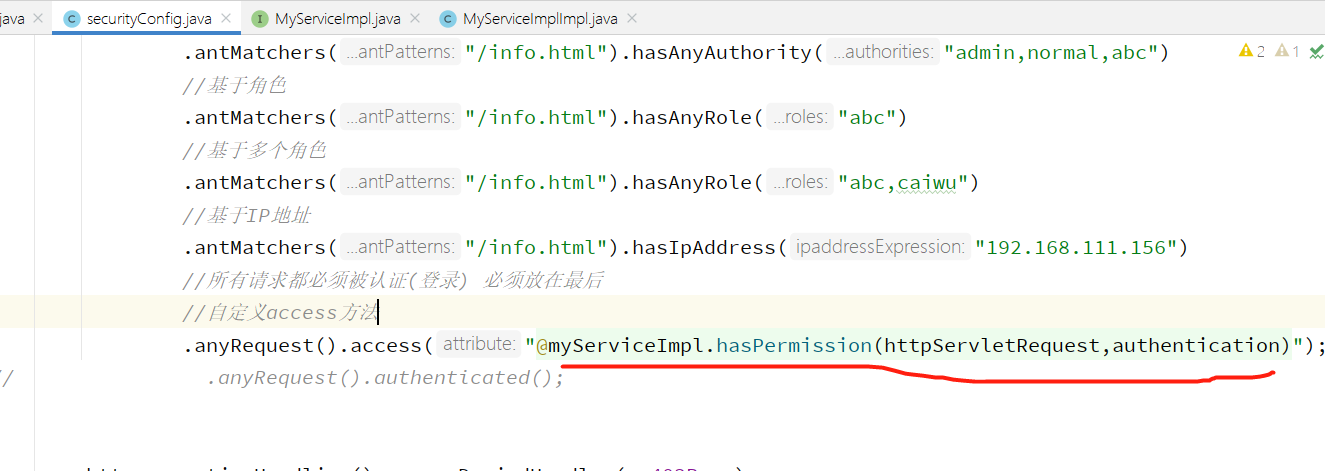 java securityConfig.java MyServiceImpl.java MyServiceImplImpl.java
.antMatchers( ...antPatterns: "/info.html").hasAnyAuthority( ...authorities: "admin,normal,abc") 2 1
//基于角色
.antMatchers( ...antPatterns: "/info.html").hasAnyRole( ...roles: "abc")
//基于多个角色
.antMatchers( ...antPatterns: "/info.html").hasAnyRole( ...roles: "abc,caiwu")
//基于IP地址
.antMatchers( ...antPatterns: "/info.html").hasIpAddress( ipaddressExpression: "192.168.111.156")
//所有请求都必须被认证(登录) 必须放在最后
//自定义access方法
.anyRequest().access( attribute: "@myServiceImpl.hasPermission(httpServletRequest,authentication)");
// .anyRequest().authenticated();